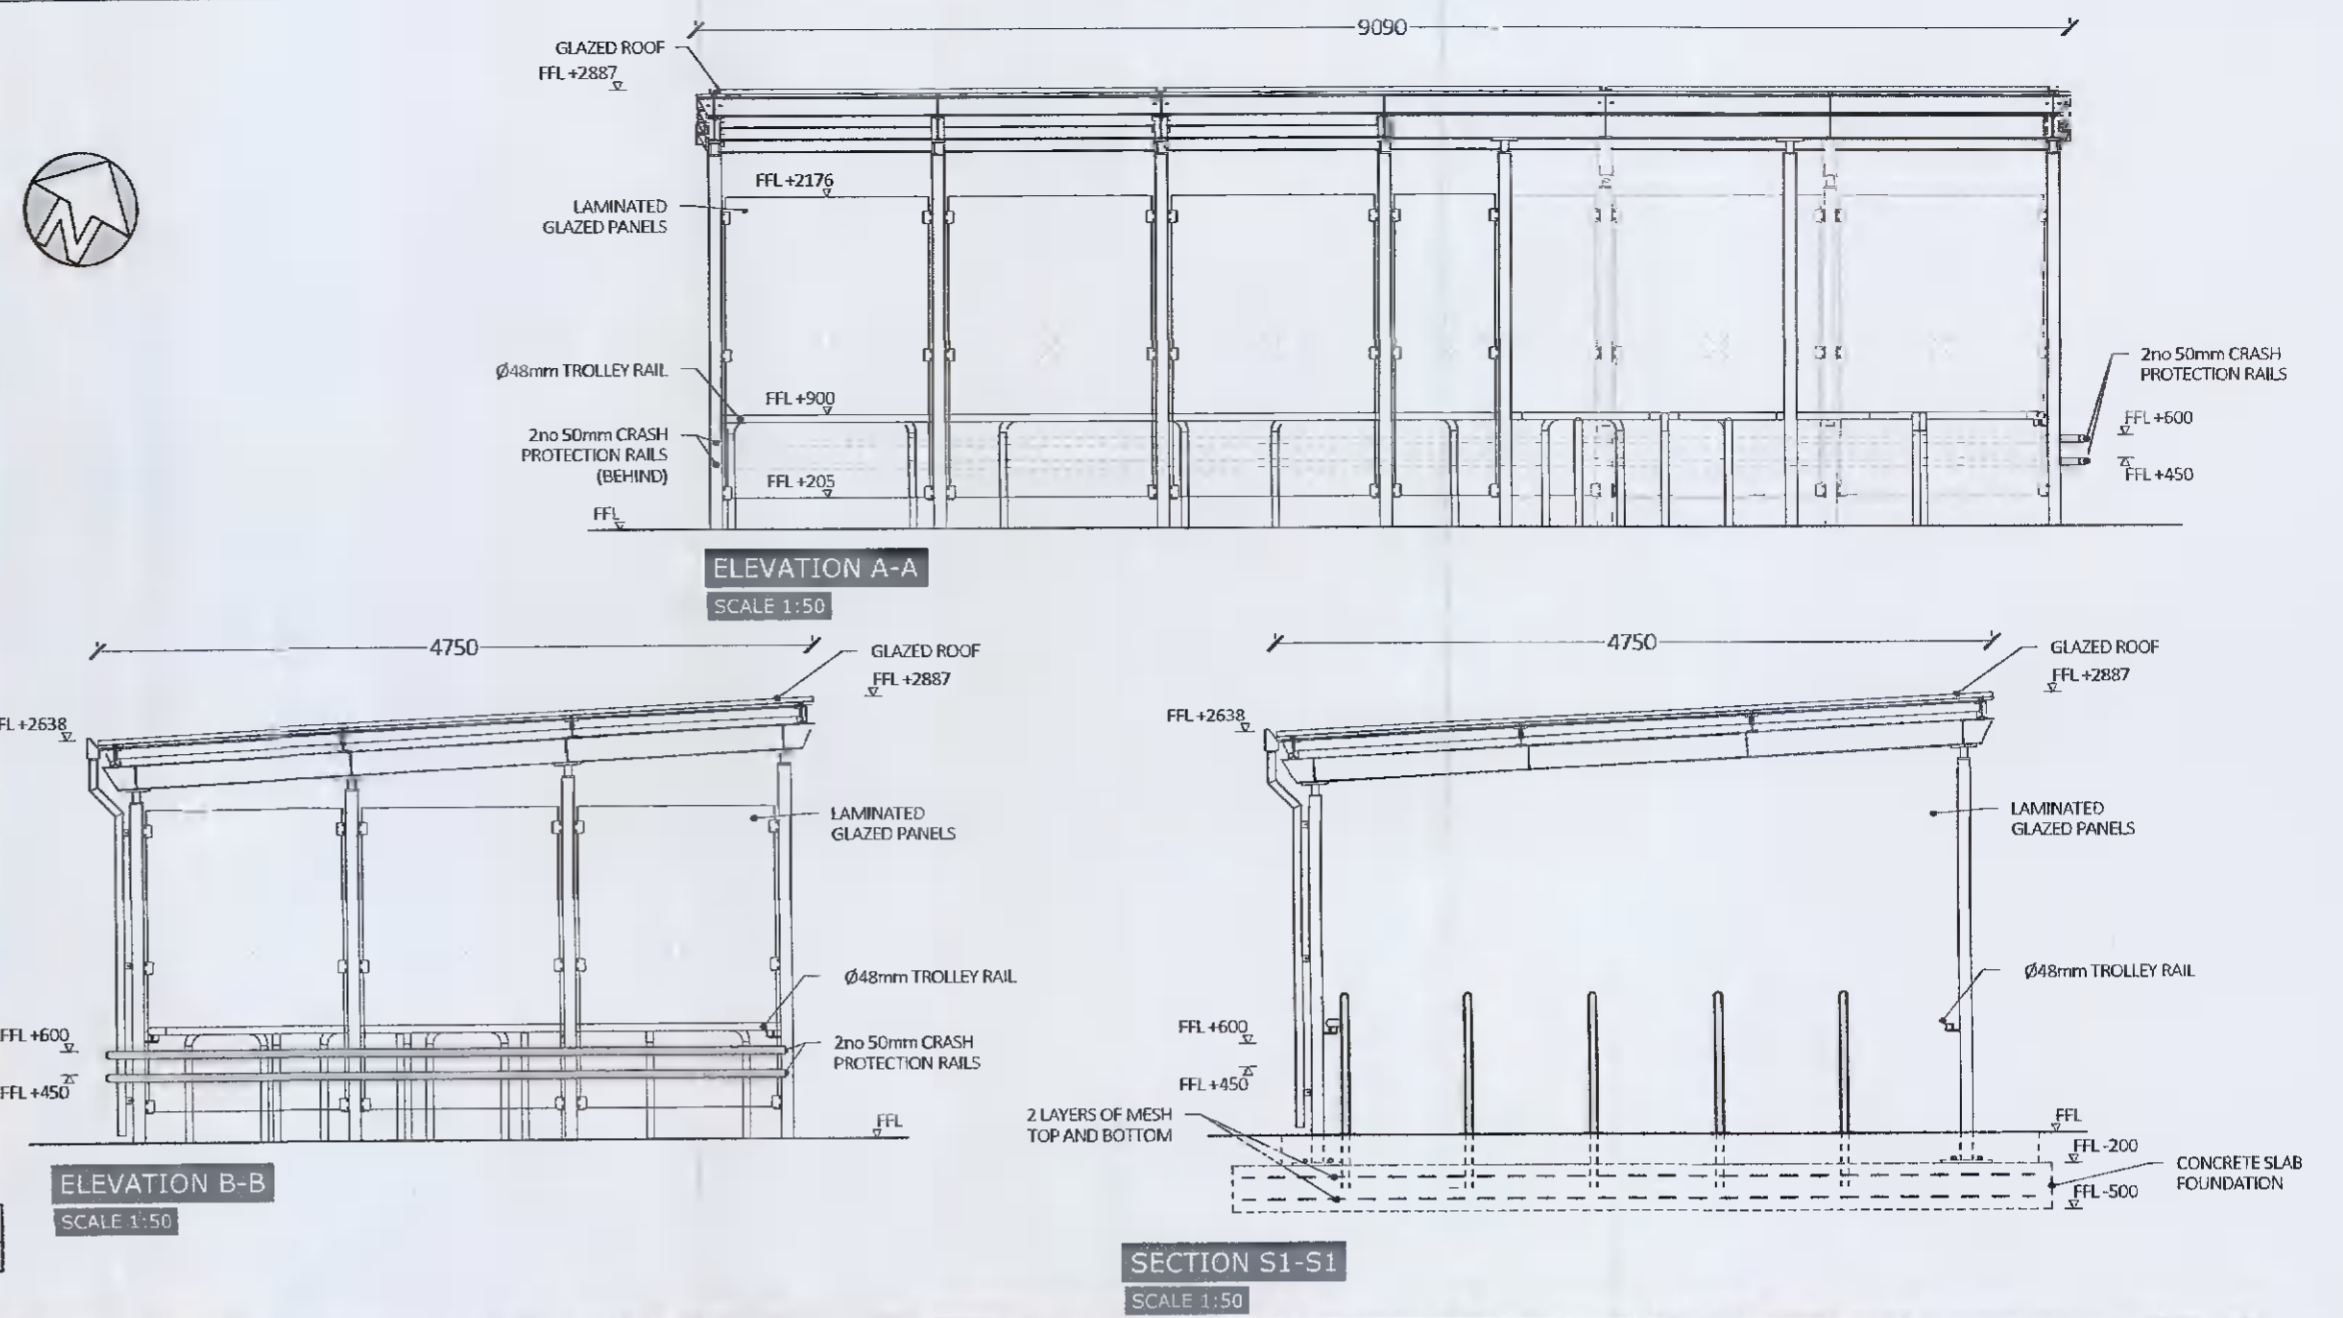 9090
GLAZED ROOF
FFL +2887
FFL +2176
LAMINATED
GLAZED PANELS
Ø48mm TROLLEY RAIL
FFL +900
2no 50mm CRASH
PROTECTION RAILS
(BEHIND)
FFL +205
FFL
2no 50mm CRASH
PROTECTION RAILS
FFL +600
FFL +450
N
ELEVATION A-A
SCALE 1:50
4750
GLAZED ROOF
FFL +2887
FL +2638
LAMINATED
GLAZED PANELS
Ø48mm TROLLEY RAIL
FFL +600
2no 50mm CRASH
PROTECTION RAILS
FFL +450
FFL
ELEVATION B-B
SCALE 1:50
4750
GLAZED ROOF
FFL +2887
FFL +2638
LAMINATED
GLAZED PANELS
Ø48mm TROLLEY RAIL
FFL +600
FFL +450
2 LAYERS OF MESH
TOP AND BOTTOM
FFL
FFL -200
CONCRETE SLAB
FOUNDATION
FFL -500
SECTION S1-S1
SCALE 1:50